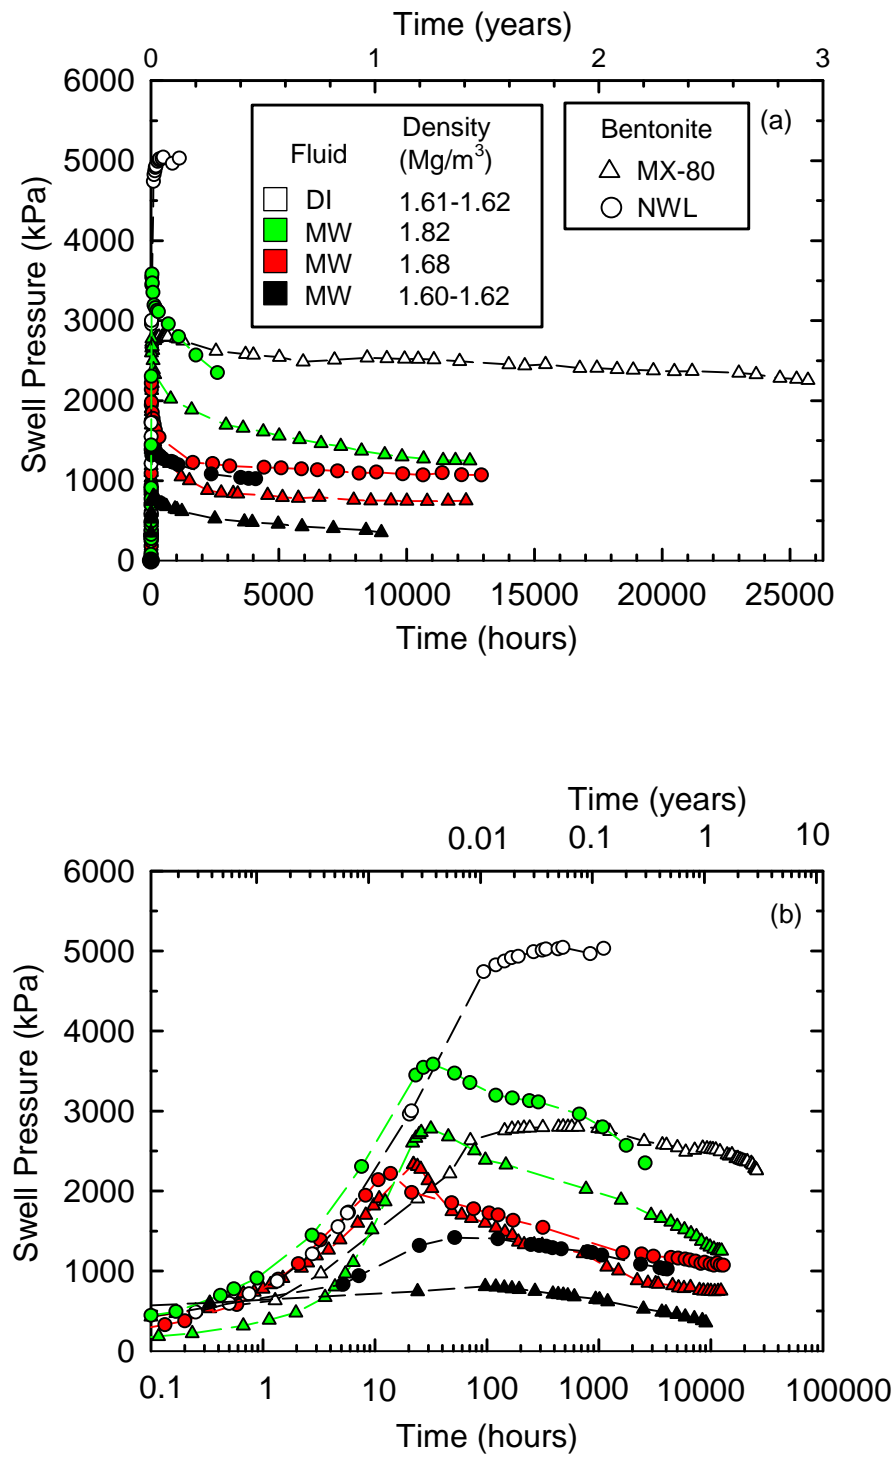 Time (years)
0 1 2 3
6000
5000
4000
3000
2000
1000
0
Swell Pressure (kPa)
(a)
Fluid Density (Mg/m³)
DI 1.61-1.62
MW 1.82
MW 1.68
MW 1.60-1.62
Bentonite
MX-80
NWL
0 5000 10000 15000 20000 25000
Time (hours)
Time (years)
0.01 0.1 1 10
6000
5000
4000
3000
2000
1000
0
Swell Pressure (kPa)
(b)
0.1 1 10 100 1000 10000 100000
Time (hours)